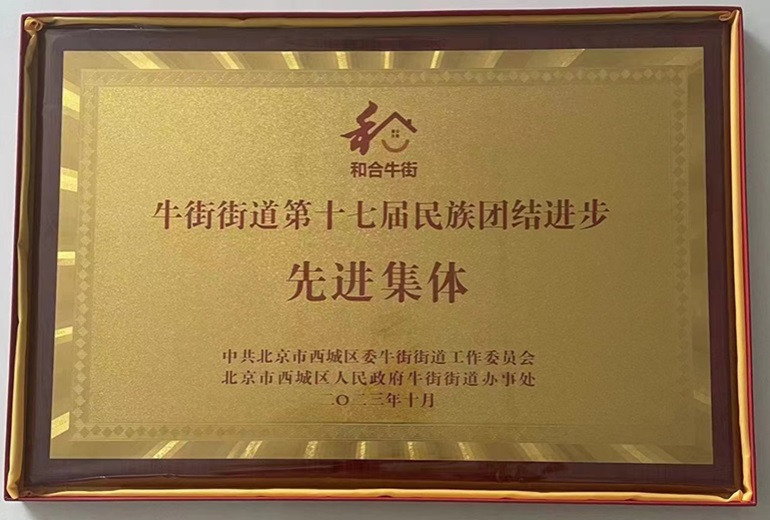 和合牛街
牛街街道第十七届民族团结进步
先进集体
中共北京市西城区委牛街街道工作委员会
北京市西城区人民政府牛街街道办事处
二〇二三年十月